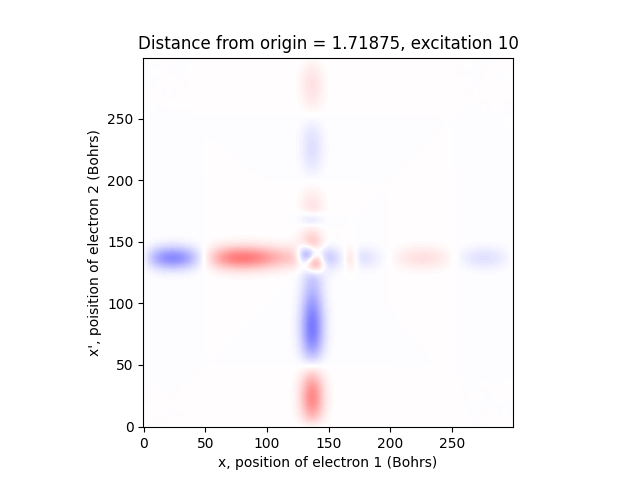 Distance from origin = 1.71875, excitation 10
x', poisition of electron 2 (Bohrs)
250
200
150
100
50
0
0 50 100 150 200 250
x, position of electron 1 (Bohrs)